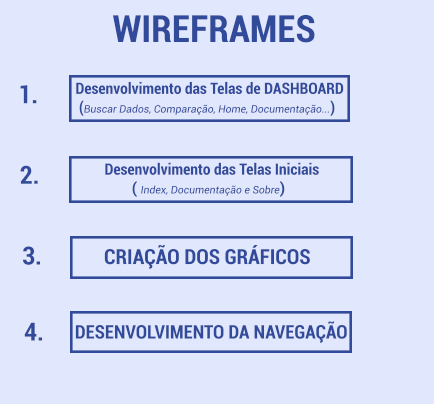 WIREFRAMES
1. Desenvolvimento das Telas de DASHBOARD
(Buscar Dados, Comparação, Home, Documentação...)
2. Desenvolvimento das Telas Iniciais
( Index, Documentação e Sobre)
3. CRIAÇÃO DOS GRÁFICOS
4. DESENVOLVIMENTO DA NAVEGAÇÃO